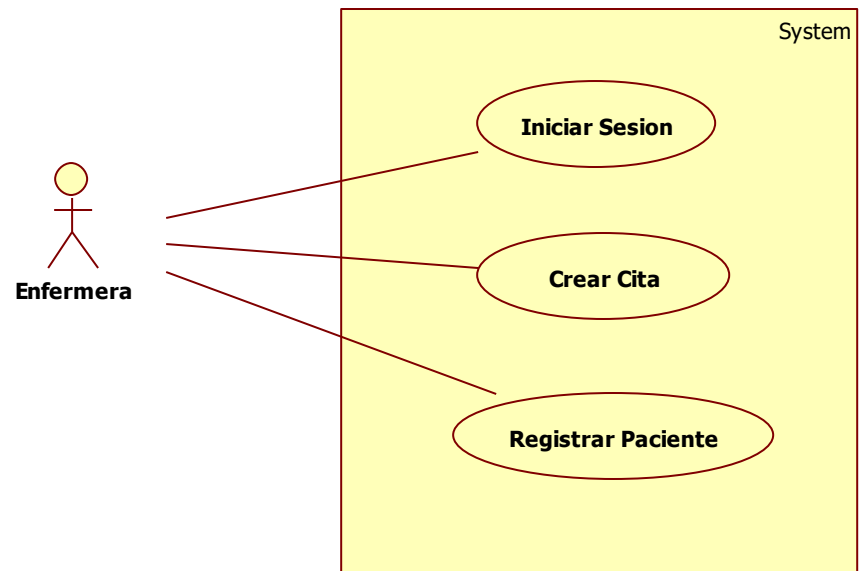 System
Iniciar Sesion
Enfermera
Crear Cita
Registrar Paciente